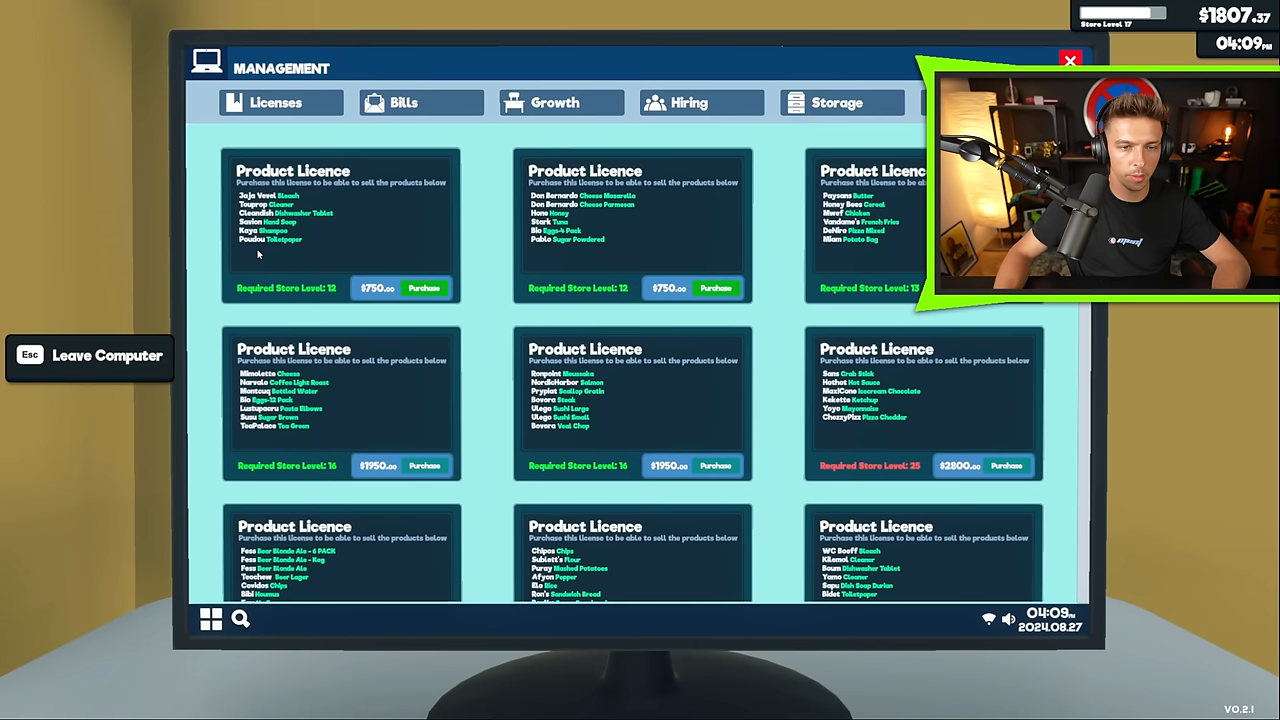 $1807.37
Store Level 17
04:09PM
MANAGEMENT
Licenses
Bills
Growth
Hiring
Storage
Product Licence
Purchase this license to be able to sell the products below
Jaja Vevel Bleach
Touprop Cleaner
Cleandish Dishwasher Tablet
Savion Hand Soap
Kaya Shampoo
Poudou Toiletpaper
Required Store Level: 12
$750.00
Purchase
Product Licence
Purchase this license to be able to sell the products below
Don Bernardo Cheese Mozarella
Don Bernardo Cheese Parmesan
Hone Honey
Stark Tuna
Bio Eggs-4 Pack
Pablo Sugar Powdered
Required Store Level: 12
$750.00
Purchase
Product Licenc
Purchase this license to be able
Paysans Butter
Honey Bees Cereal
Mwef Chicken
Vandame's French Fries
DeNiro Pizza Mixed
Miam Potato Bag
Required Store Level: 13
Esc Leave Computer
Product Licence
Purchase this license to be able to sell the products below
Mimolette Cheese
Narvalo Coffee Light Roast
Montcuq Bottled Water
Bio Eggs-12 Pack
Lustupacru Pasta Elbows
Susu Sugar Brown
TeaPalace Tea Green
Required Store Level: 16
$1950.00
Purchase
Product Licence
Purchase this license to be able to sell the products below
Ronpoint Moussaka
NordicHarbor Salmon
Prypiat Scallop Gratin
Bovora Steak
Ulego Sushi Large
Ulego Sushi Small
Bovora Veal Chop
Required Store Level: 16
$1950.00
Purchase
Product Licence
Purchase this license to be able to sell the products below
Sans Crab Stick
Hothot Hot Sauce
MaxiCone Icecream Chocolate
Kekette Ketchup
Yoyo Mayonnaise
ChezzyPizz Pizza Cheddar
Required Store Level: 25
$2800.00
Purchase
Product Licence
Purchase this license to be able to sell the products below
Fess Beer Blonde Ale - 6 PACK
Fess Beer Blonde Ale - Keg
Fess Beer Blonde Ale
Teochew Beer Lager
Covidos Chips
Bibi Houmus
Product Licence
Purchase this license to be able to sell the products below
Chipos Chips
Sublett's Flour
Puray Mashed Potatoes
Afyon Pepper
Elo Rice
Ron's Sandwich Bread
Product Licence
Purchase this license to be able to sell the products below
WC Boeff Bleach
Kilemol Cleaner
Boum Dishwasher Tablet
Yamo Cleaner
Sapu Dish Soap Durian
Bidet Toiletpaper
04:09PM
2024.08.27
V0.2.1